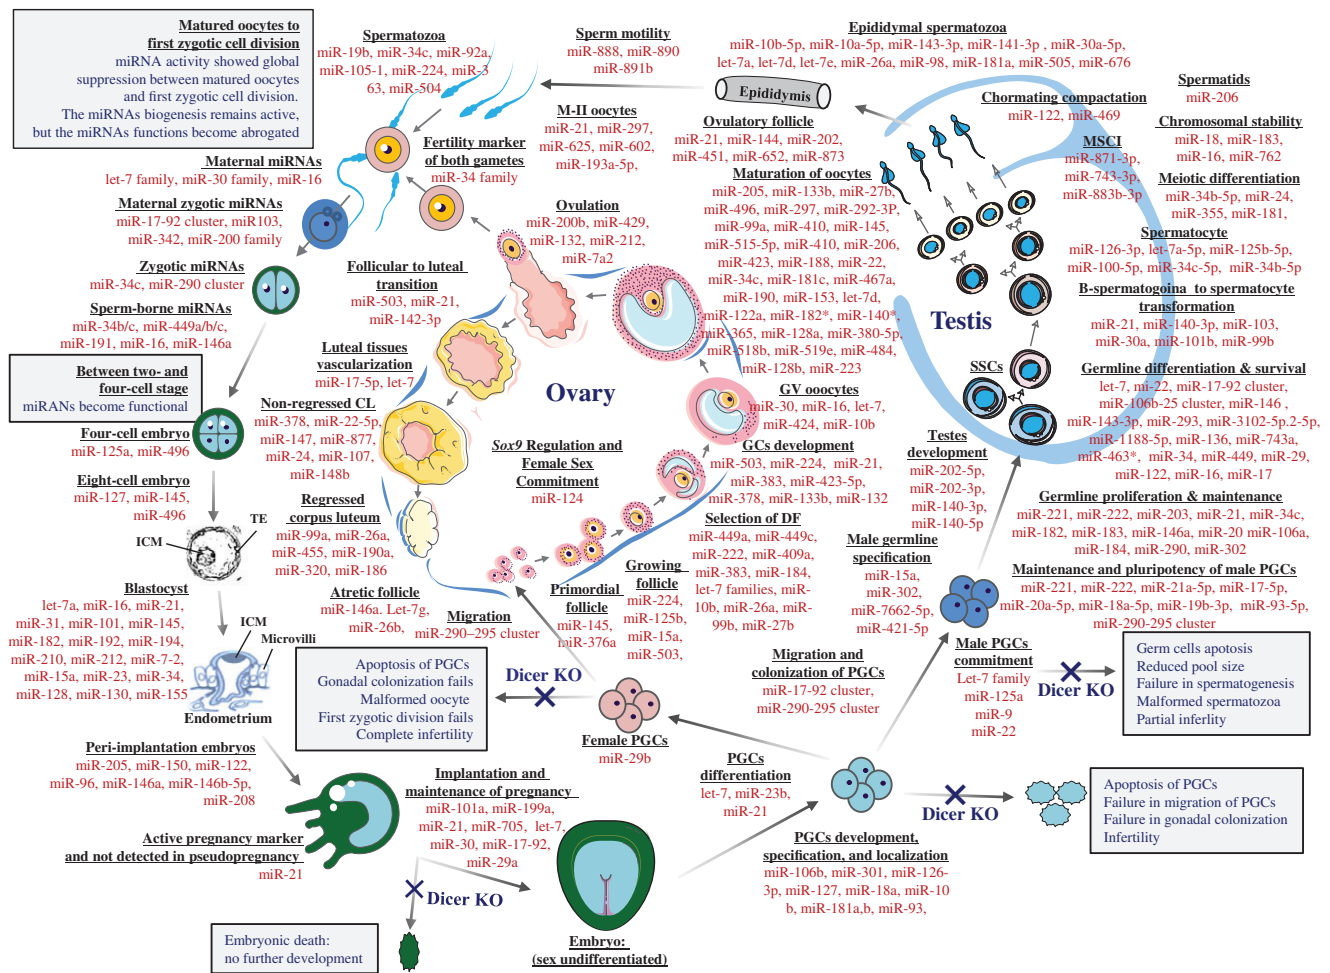 Matured oocytes to
first zygotic cell division
miRNA activity showed global
suppression between matured oocytes
and first zygotic cell division.
The miRNAs biogenesis remains active,
but the miRNAs functions become abrogated
Spermatozoa
miR-19b, miR-34c, miR-92a,
miR-105-1, miR-224, miR-3
63, miR-504
Sperm motility
miR-888, miR-890
miR-891b
Epididymal spermatozoa
miR-10b-5p, miR-10a-5p, miR-143-3p, miR-141-3p , miR-30a-5p,
let-7a, let-7d, let-7e, miR-26a, miR-98, miR-181a, miR-505, miR-676
Epididymis
Spermatids
miR-206
Chormating compactation
miR-122, miR-469
Chromosomal stability
miR-18, miR-183,
miR-16, miR-762
MSCI
miR-871-3p,
miR-743-3p,
miR-883b-3p
Meiotic differentiation
miR-34b-5p, miR-24,
miR-355, miR-181,
Spermatocyte
miR-126-3p, let-7a-5p, miR-125b-5p,
miR-100-5p, miR-34c-5p, miR-34b-5p
B-spermatogoina to spermatocyte
transformation
miR-21, miR-140-3p, miR-103,
miR-30a, miR-101b, miR-99b
Germline differentiation & survival
let-7, mi-22, miR-17-92 cluster,
miR-106b-25 cluster, miR-146 ,
miR-143-3p, miR-293, miR-3102-5p.2-5p,
miR-1188-5p, miR-136, miR-743a,
miR-463*, miR-34, miR-449, miR-29,
miR-122, miR-16, miR-17
Germline proliferation & maintenance
miR-221, miR-222, miR-203, miR-21, miR-34c,
miR-182, miR-183, miR-146a, miR-20 miR-106a,
miR-184, miR-290, miR-302
Maintenance and pluripotency of male PGCs
miR-221, miR-222, miR-21a-5p, miR-17-5p,
miR-20a-5p, miR-18a-5p, miR-19b-3p, miR-93-5p,
miR-290-295 cluster
Testis
SSCs
Testes
development
miR-202-5p,
miR-202-3p,
miR-140-3p,
miR-140-5p
Male germline
specification
miR-15a,
miR-302,
miR-7662-5p,
miR-421-5p
M-II oocytes
miR-21, miR-297,
miR-625, miR-602,
miR-193a-5p,
Fertility marker
of both gametes
miR-34 family
Ovulatory follicle
miR-21, miR-144, miR-202,
miR-451, miR-652, miR-873
Maturation of oocytes
miR-205, miR-133b, miR-27b,
miR-496, miR-297, miR-292-3P,
miR-99a, miR-410, miR-145,
miR-515-5p, miR-410, miR-206,
miR-423, miR-188, miR-22,
miR-34c, miR-181c, miR-467a,
miR-190, miR-153, let-7d,
miR-122a, miR-182*, miR-140*,
miR-365, miR-128a, miR-380-5p,
miR-518b, miR-519e, miR-484,
miR-128b, miR-223
GV ooocytes
miR-30, miR-16, let-7,
miR-424, miR-10b
GCs development
miR-503, miR-224, miR-21,
miR-383, miR-423-5p,
miR-378, miR-133b, miR-132
Selection of DF
miR-449a, miR-449c,
miR-222, miR-409a,
miR-383, miR-184,
let-7 families, miR-
10b, miR-26a, miR-
99b, miR-27b
Growing
follicle
miR-224,
miR-125b,
miR-15a,
miR-503,
Primordial
follicle
miR-145,
miR-376a
Maternal miRNAs
let-7 family, miR-30 family, miR-16
Maternal zygotic miRNAs
miR-17-92 cluster, miR103,
miR-342, miR-200 family
Zygotic miRNAs
miR-34c, miR-290 cluster
Sperm-borne miRNAs
miR-34b/c, miR-449a/b/c,
miR-191, miR-16, miR-146a
Between two- and
four-cell stage
miRANs become functional
Four-cell embryo
miR-125a, miR-496
Eight-cell embryo
miR-127, miR-145,
miR-496
ICM
TE
Blastocyst
let-7a, miR-16, miR-21,
miR-31, miR-101, miR-145,
miR-182, miR-192, miR-194,
miR-210, miR-212, miR-7-2,
miR-15a, miR-23, miR-34,
miR-128, miR-130, miR-155
ICM
Microvilli
Endometrium
Ovulation
miR-200b, miR-429,
miR-132, miR-212,
miR-7a2
Follicular to luteal
transition
miR-503, miR-21,
miR-142-3p
Luteal tissues
vascularization
miR-17-5p, let-7
Non-regressed CL
miR-378, miR-22-5p,
miR-147, miR-877,
miR-24, miR-107,
miR-148b
Regressed
corpus luteum
miR-99a, miR-26a,
miR-455, miR-190a,
miR-320, miR-186
Atretic follicle
miR-146a. Let-7g,
miR-26b,
Ovary
Sox9 Regulation and
Female Sex
Commitment
miR-124
Migration
miR-290–295 cluster
Apoptosis of PGCs
Gonadal colonization fails
Malformed oocyte
First zygotic division fails
Complete infertility
Dicer KO
Female PGCs
miR-29b
Migration and
colonization of PGCs
miR-17-92 cluster,
miR-290-295 cluster
Male PGCs
commitment
Let-7 family
miR-125a
miR-9
miR-22
Dicer KO
Germ cells apotosis
Reduced pool size
Failure in spermatogenesis
Malformed spermatozoa
Partial inferlity
PGCs
differentiation
let-7, miR-23b,
miR-21
Dicer KO
Apoptosis of PGCs
Failure in migration of PGCs
Failure in gonadal colonization
Infertility
PGCs development,
specification, and localization
miR-106b, miR-301, miR-126-
3p, miR-127, miR-18a, miR-10
b, miR-181a,b, miR-93,
Peri-implantation embryos
miR-205, miR-150, miR-122,
miR-96, miR-146a, miR-146b-5p,
miR-208
Active pregnancy marker
and not detected in pseudopregnancy
miR-21
Implantation and
maintenance of pregnancy
miR-101a, miR-199a,
miR-21, miR-705, let-7,
miR-30, miR-17-92,
miR-29a
Dicer KO
Embryonic death:
no further development
Embryo:
(sex undifferentiated)